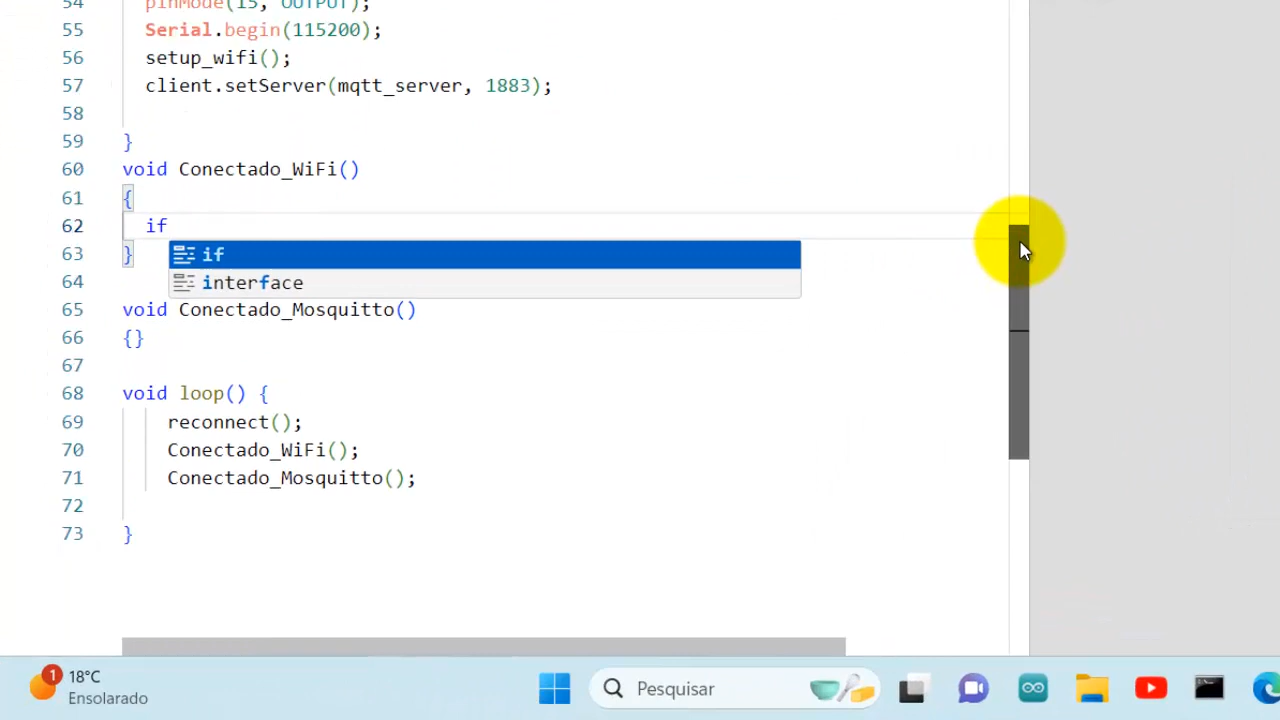 54 pinMode(15, OUTPUT);
55 Serial.begin(115200);
56 setup_wifi();
57 client.setServer(mqtt_server, 1883);
58
59 }
60 void Conectado_WiFi()
61 {
62 if
63 }
if
interface
64
65 void Conectado_Mosquitto()
66 {}
67
68 void loop() {
69 reconnect();
70 Conectado_WiFi();
71 Conectado_Mosquitto();
72
73 }
1
18°C
Ensolarado
Pesquisar